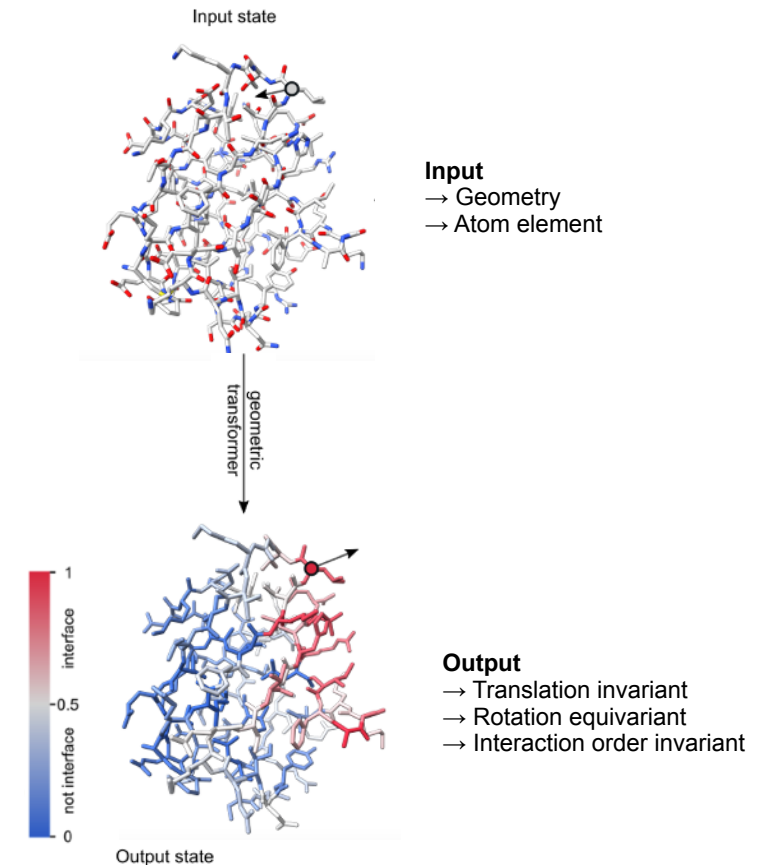 Input state
Input
→ Geometry
→ Atom element
geometric
transformer
1
interface
0.5
not interface
0
Output
→ Translation invariant
→ Rotation equivariant
→ Interaction order invariant
Output state